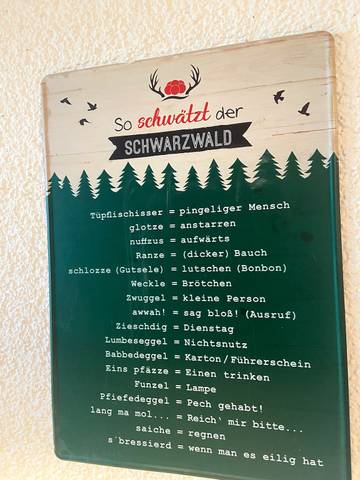 So schwätzt der
SCHWARZWALD
Tüpflischisser = pingeliger Mensch
glotze = anstarren
nuffzus = aufwärts
Ranze = (dicker) Bauch
schlozze (Gutsele) = lutschen (Bonbon)
Weckle = Brötchen
Zwuggel = kleine Person
awwah! = sag bloß! (Ausruf)
Zieschdig = Dienstag
Lumbeseggel = Nichtsnutz
Babbedeggel = Karton/Führerschein
Eins pfäzze = Einen trinken
Funzel = Lampe
Pfiefedeggel = Pech gehabt!
lang ma mol... = Reich' mir bitte...
saiche = regnen
s'bressierd = wenn man es eilig hat